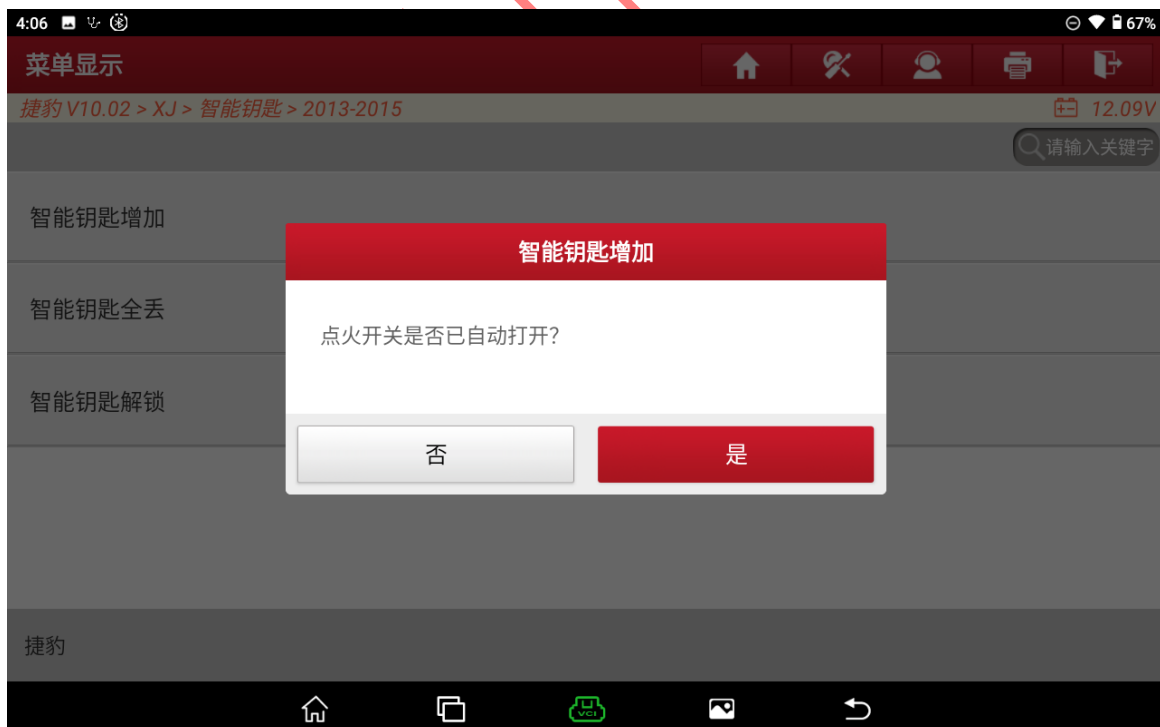 4:06
67%
菜单显示
捷豹 V10.02 > XJ > 智能钥匙 > 2013-2015
12.09V
请输入关键字
智能钥匙增加
智能钥匙增加
点火开关是否已自动打开?
智能钥匙全丢
智能钥匙解锁
否
是
捷豹
VCI